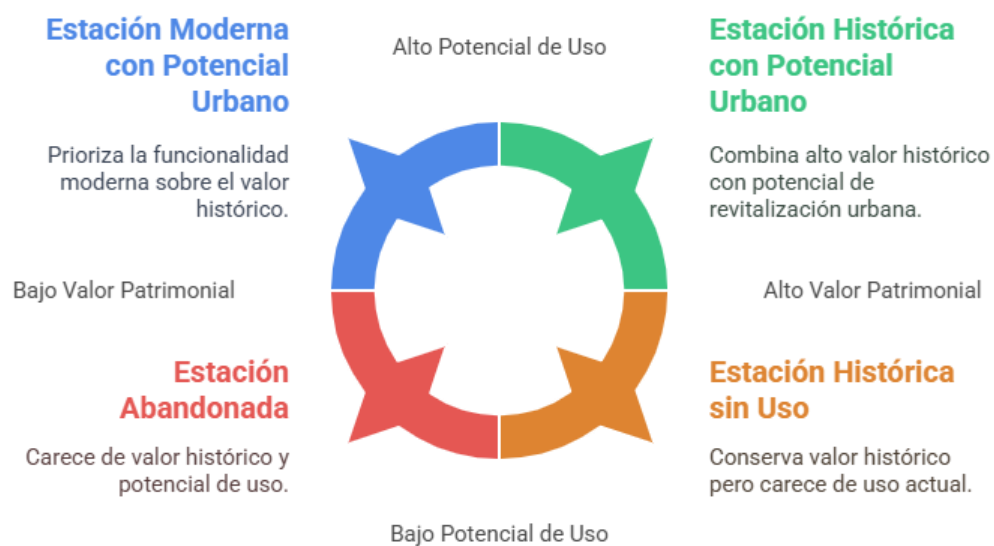 Estación Moderna
con Potencial
Urbano
Prioriza la funcionalidad
moderna sobre el valor
histórico.
Alto Potencial de Uso
Estación Histórica
con Potencial
Urbano
Combina alto valor histórico
con potencial de
revitalización urbana.
Bajo Valor Patrimonial
Alto Valor Patrimonial
Estación
Abandonada
Carece de valor histórico y
potencial de uso.
Estación Histórica
sin Uso
Conserva valor histórico
pero carece de uso actual.
Bajo Potencial de Uso